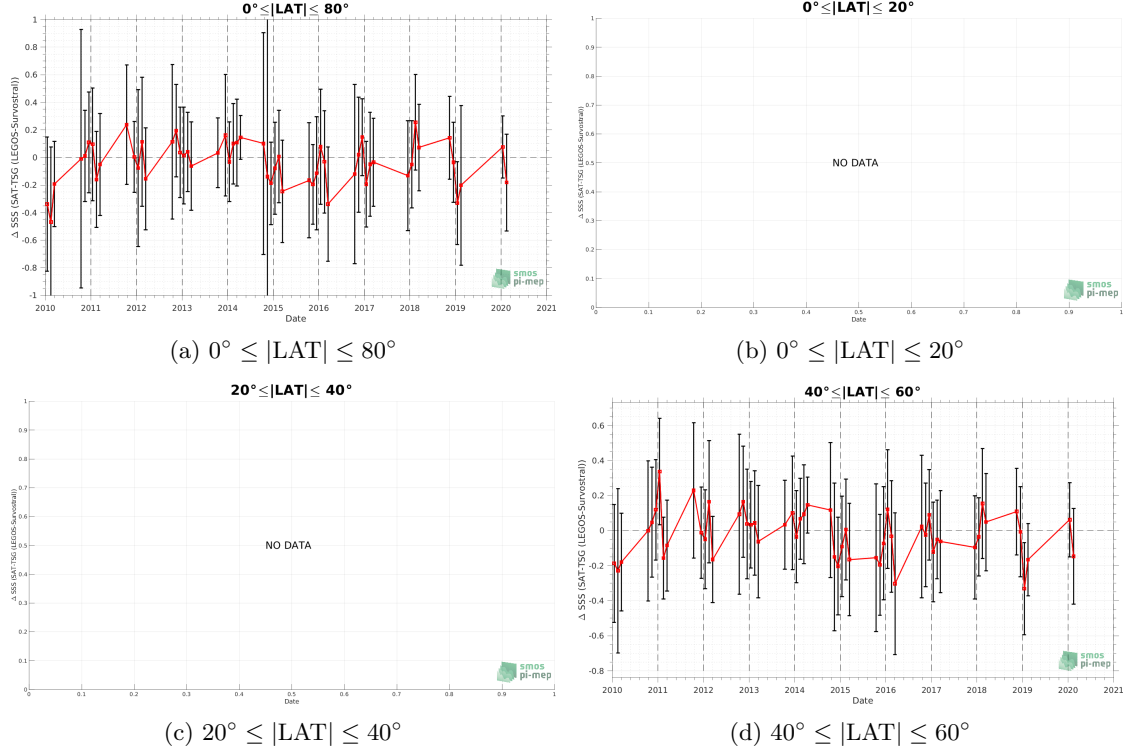 0°≤|LAT|≤ 80°
Δ SSS (SAT-TSG (LEGOS-Survostral))
1
0.8
0.6
0.4
0.2
0
-0.2
-0.4
-0.6
-0.8
-1
2010 2011 2012 2013 2014 2015 2016 2017 2018 2019 2020 2021
Date
smos
pi-mep
(a) 0° ≤ |LAT| ≤ 80°
0°≤|LAT|≤ 20°
Δ SSS (SAT-TSG (LEGOS-Survostral))
1
0.9
0.8
0.7
0.6
0.5
0.4
0.3
0.2
0.1
0
NO DATA
0 0.1 0.2 0.3 0.4 0.5 0.6 0.7 0.8 0.9 1
Date
smos
pi-mep
(b) 0° ≤ |LAT| ≤ 20°
20°≤|LAT|≤ 40°
Δ SSS (SAT-TSG (LEGOS-Survostral))
1
0.9
0.8
0.7
0.6
0.5
0.4
0.3
0.2
0.1
0
NO DATA
0 0.1 0.2 0.3 0.4 0.5 0.6 0.7 0.8 0.9 1
Date
smos
pi-mep
(c) 20° ≤ |LAT| ≤ 40°
40°≤|LAT|≤ 60°
Δ SSS (SAT-TSG (LEGOS-Survostral))
0.6
0.4
0.2
0
-0.2
-0.4
-0.6
-0.8
2010 2011 2012 2013 2014 2015 2016 2017 2018 2019 2020 2021
Date
smos
pi-mep
(d) 40° ≤ |LAT| ≤ 60°